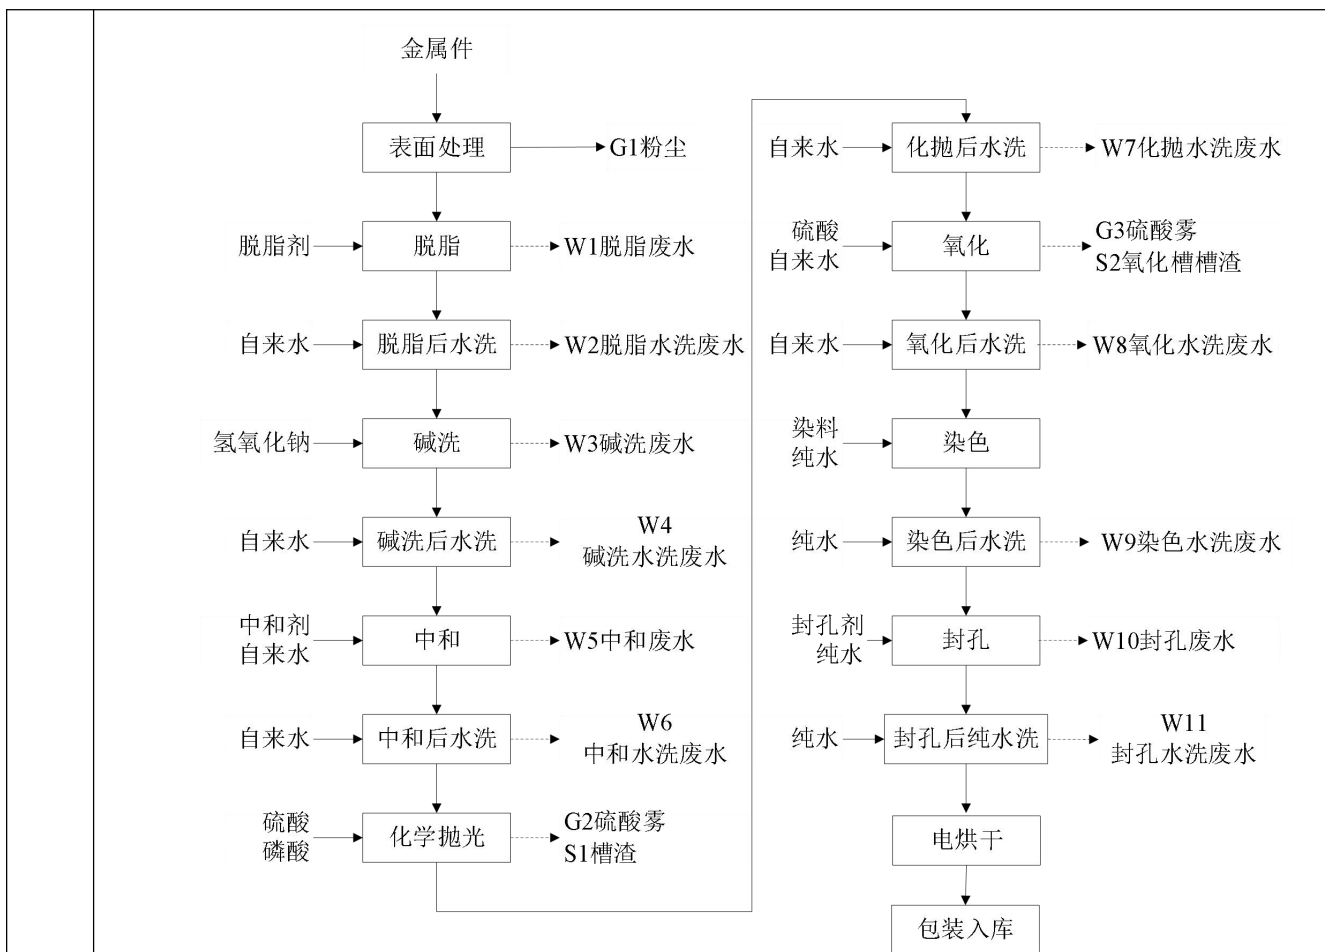 金属件
表面处理
G1粉尘
脱脂剂
脱脂
W1脱脂废水
自来水
脱脂后水洗
W2脱脂水洗废水
氢氧化钠
碱洗
W3碱洗废水
自来水
碱洗后水洗
W4
碱洗水洗废水
中和剂
自来水
中和
W5中和废水
自来水
中和后水洗
W6
中和水洗废水
硫酸
磷酸
化学抛光
G2硫酸雾
S1槽渣
自来水
化抛后水洗
W7化抛水洗废水
硫酸
自来水
氧化
G3硫酸雾
S2氧化槽槽渣
自来水
氧化后水洗
W8氧化水洗废水
染料
纯水
染色
纯水
染色后水洗
W9染色水洗废水
封孔剂
纯水
封孔
W10封孔废水
纯水
封孔后纯水洗
W11
封孔水洗废水
电烘干
包装入库